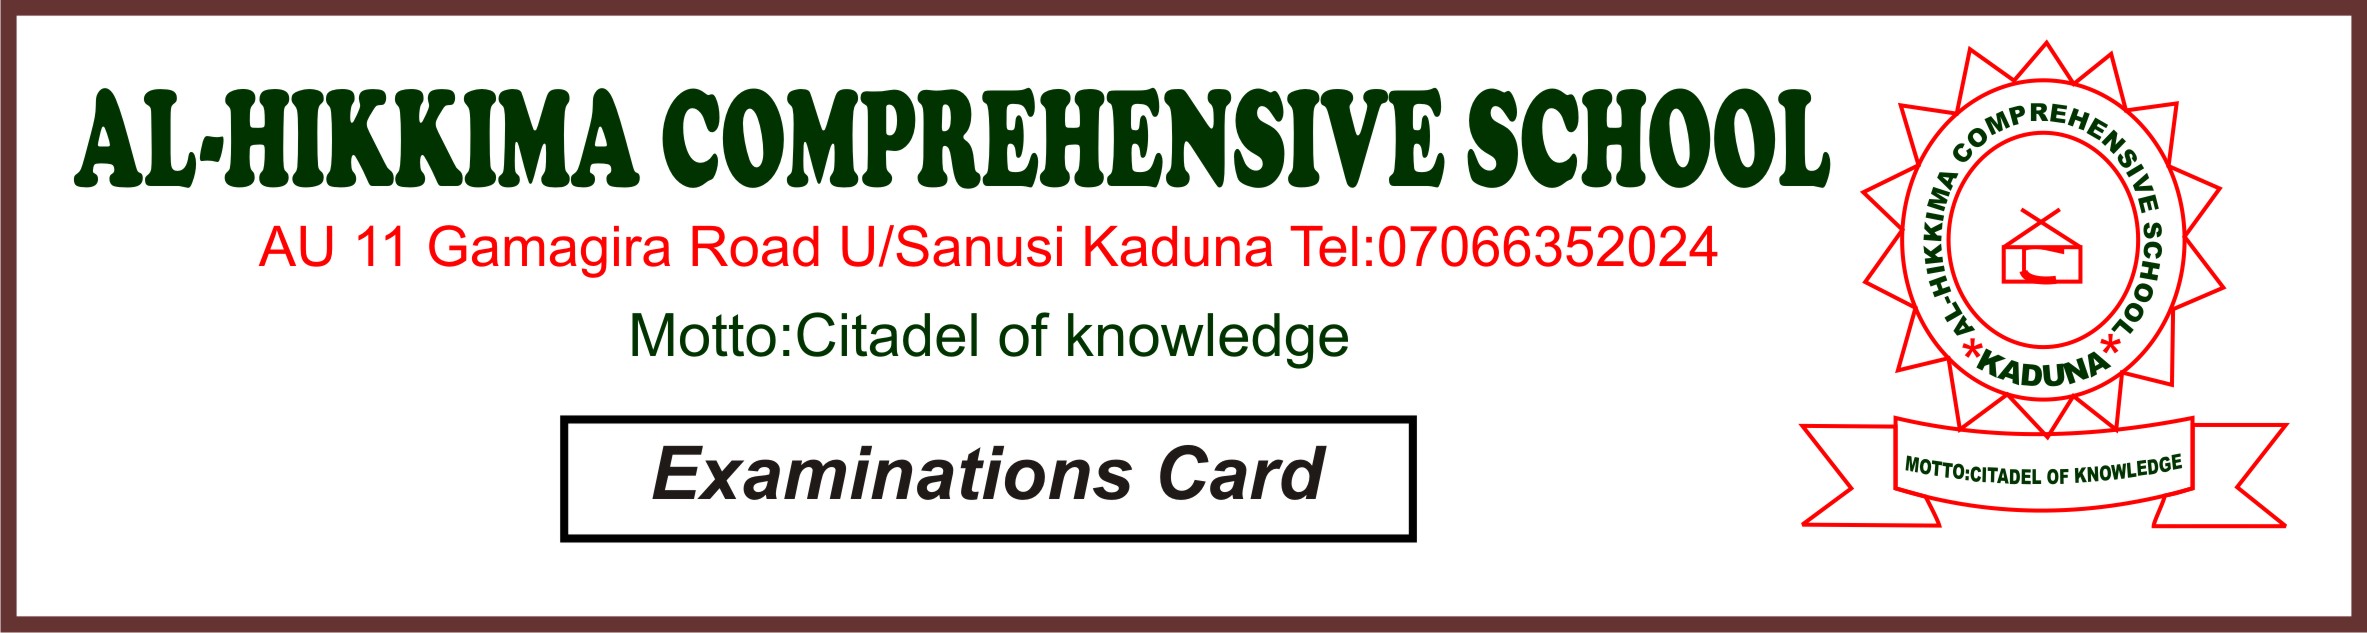 AL-HIKKIMA COMPREHENSIVE SCHOOL
AU 11 Gamagira Road U/Sanusi Kaduna Tel:07066352024
Motto:Citadel of knowledge
Examinations Card
AL-HIKKIMA COMPREHENSIVE SCHOOL
*KADUNA*
MOTTO:CITADEL OF KNOWLEDGE